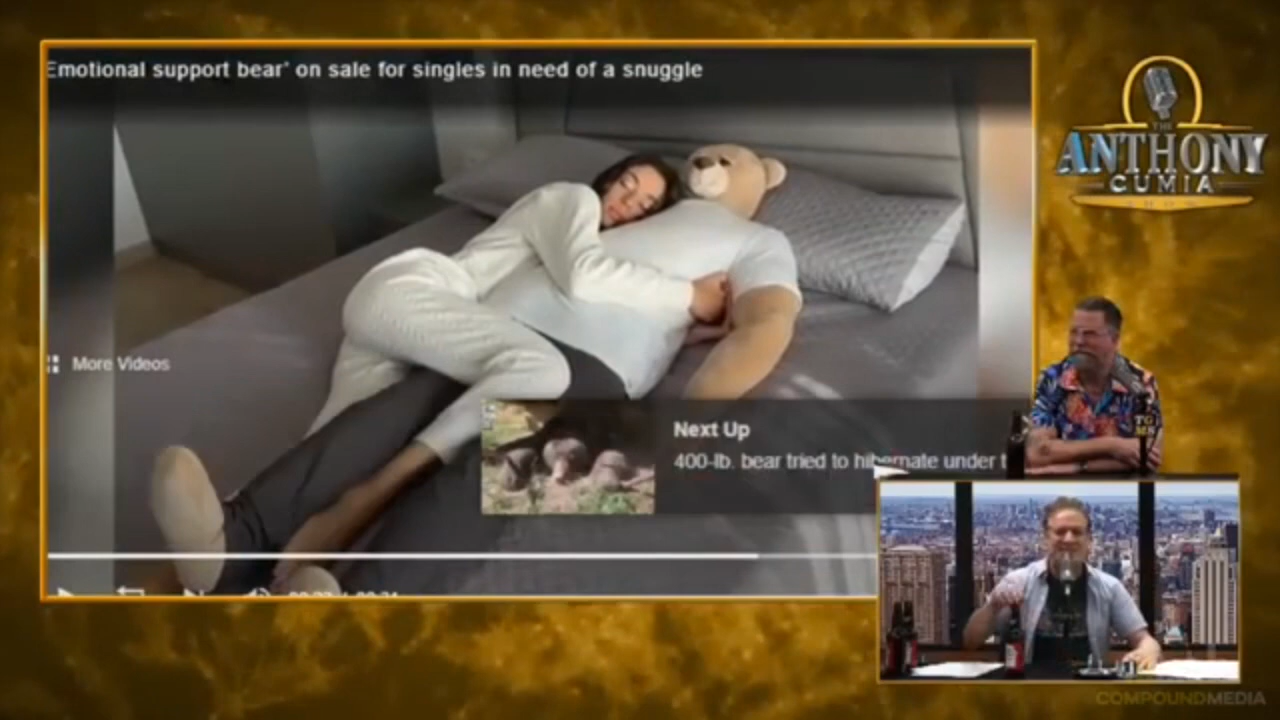 Emotional support bear' on sale for singles in need of a snuggle
THE
ANTHONY
CUMIA
SHOW
More Videos
Next Up
400-lb. bear tried to hibernate under t
COMPOUNDMEDIA